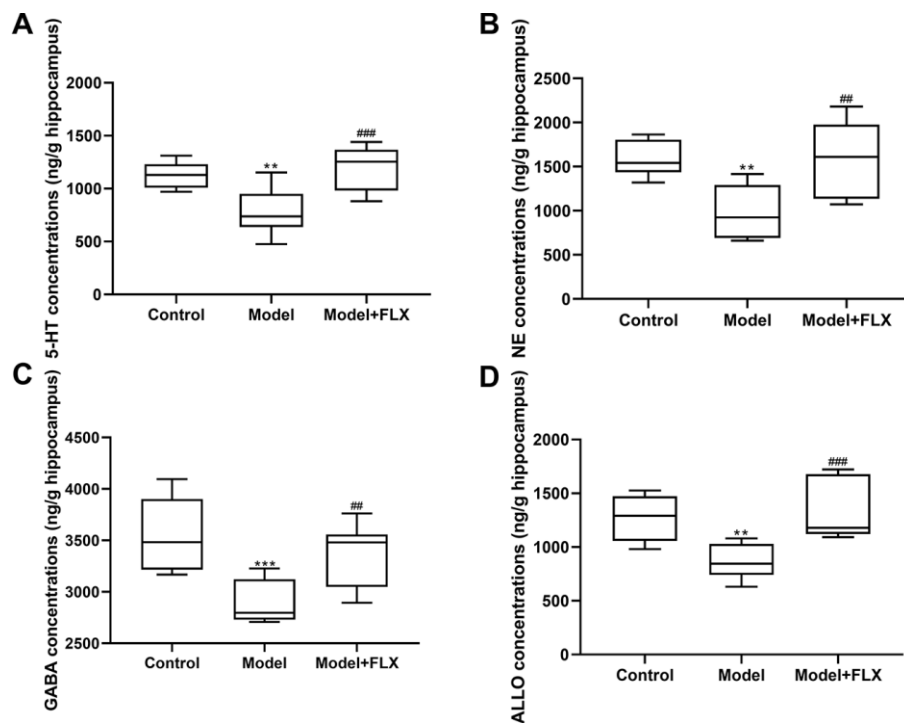 A
5-HT concentrations (ng/g hippocampus)
2000
1500
1000
500
0
**
###
Control Model Model+FLX
B
NE concentrations (ng/g hippocampus)
2500
2000
1500
1000
500
0
**
##
Control Model Model+FLX
C
GABA concentrations (ng/g hippocampus)
4500
3500
3000
2500
***
##
Control Model Model+FLX
D
ALLO concentrations (ng/g hippocampus)
2000
1500
1000
500
0
**
###
Control Model Model+FLX